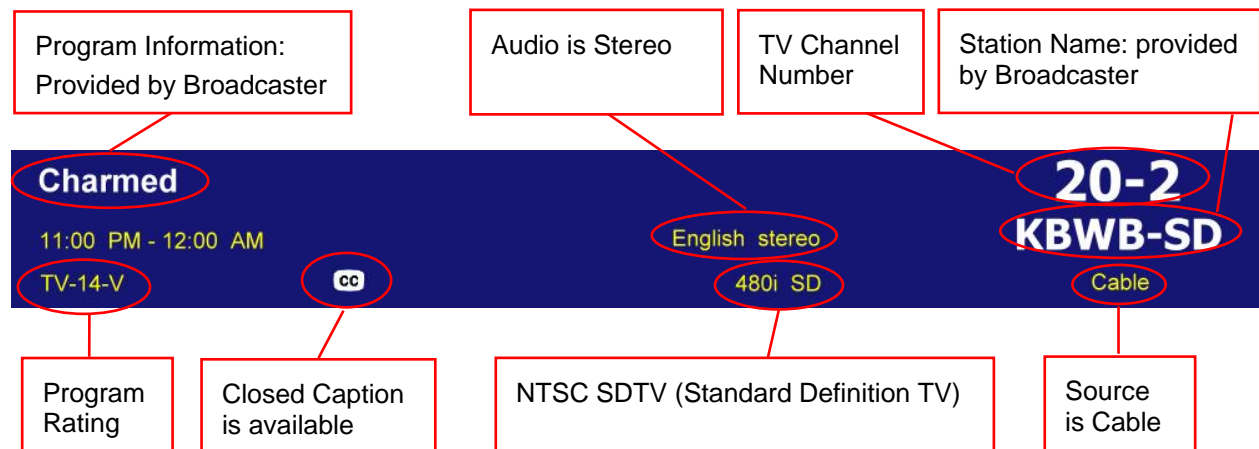 Program Information:
Provided by Broadcaster
Audio is Stereo
TV Channel
Number
Station Name: provided
by Broadcaster
Charmed
20-2
11:00 PM - 12:00 AM
English stereo
KBWB-SD
TV-14-V
cc
480i SD
Cable
Program
Rating
Closed Caption
is available
NTSC SDTV (Standard Definition TV)
Source
is Cable